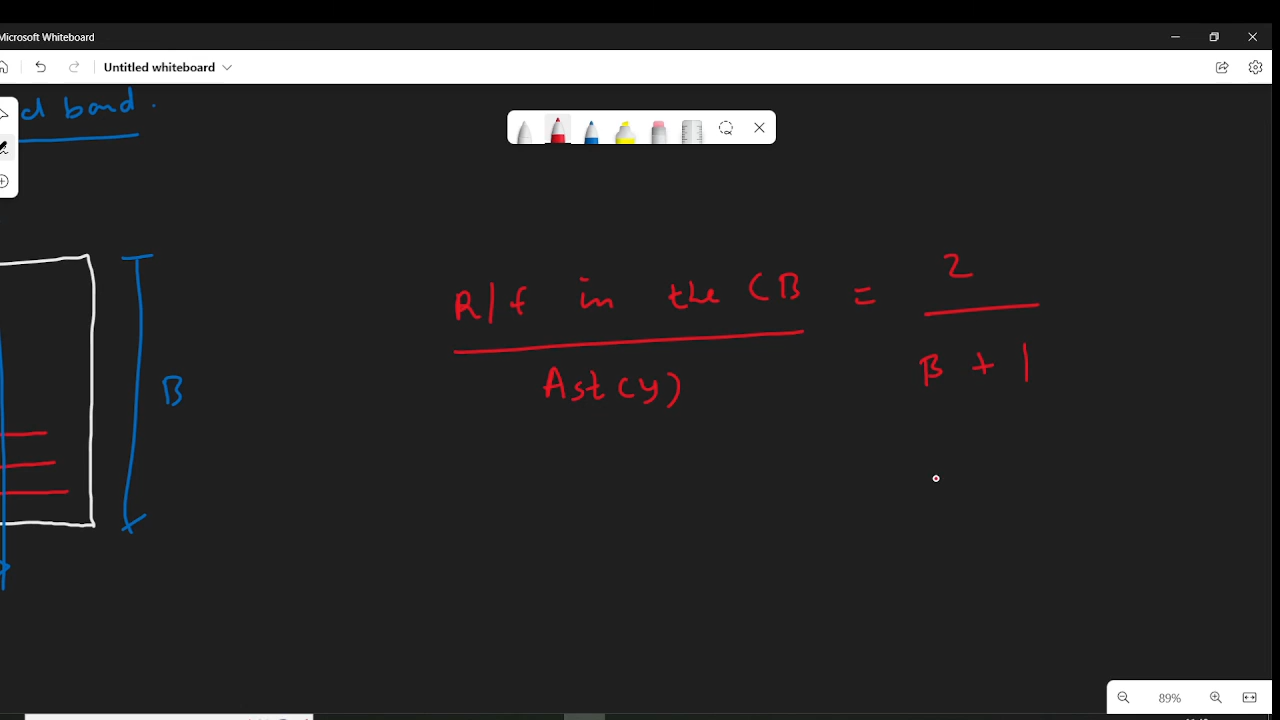 Microsoft Whiteboard
Untitled whiteboard
band.
B
R/f in the CB = 2
Ast(y) β + 1
89%